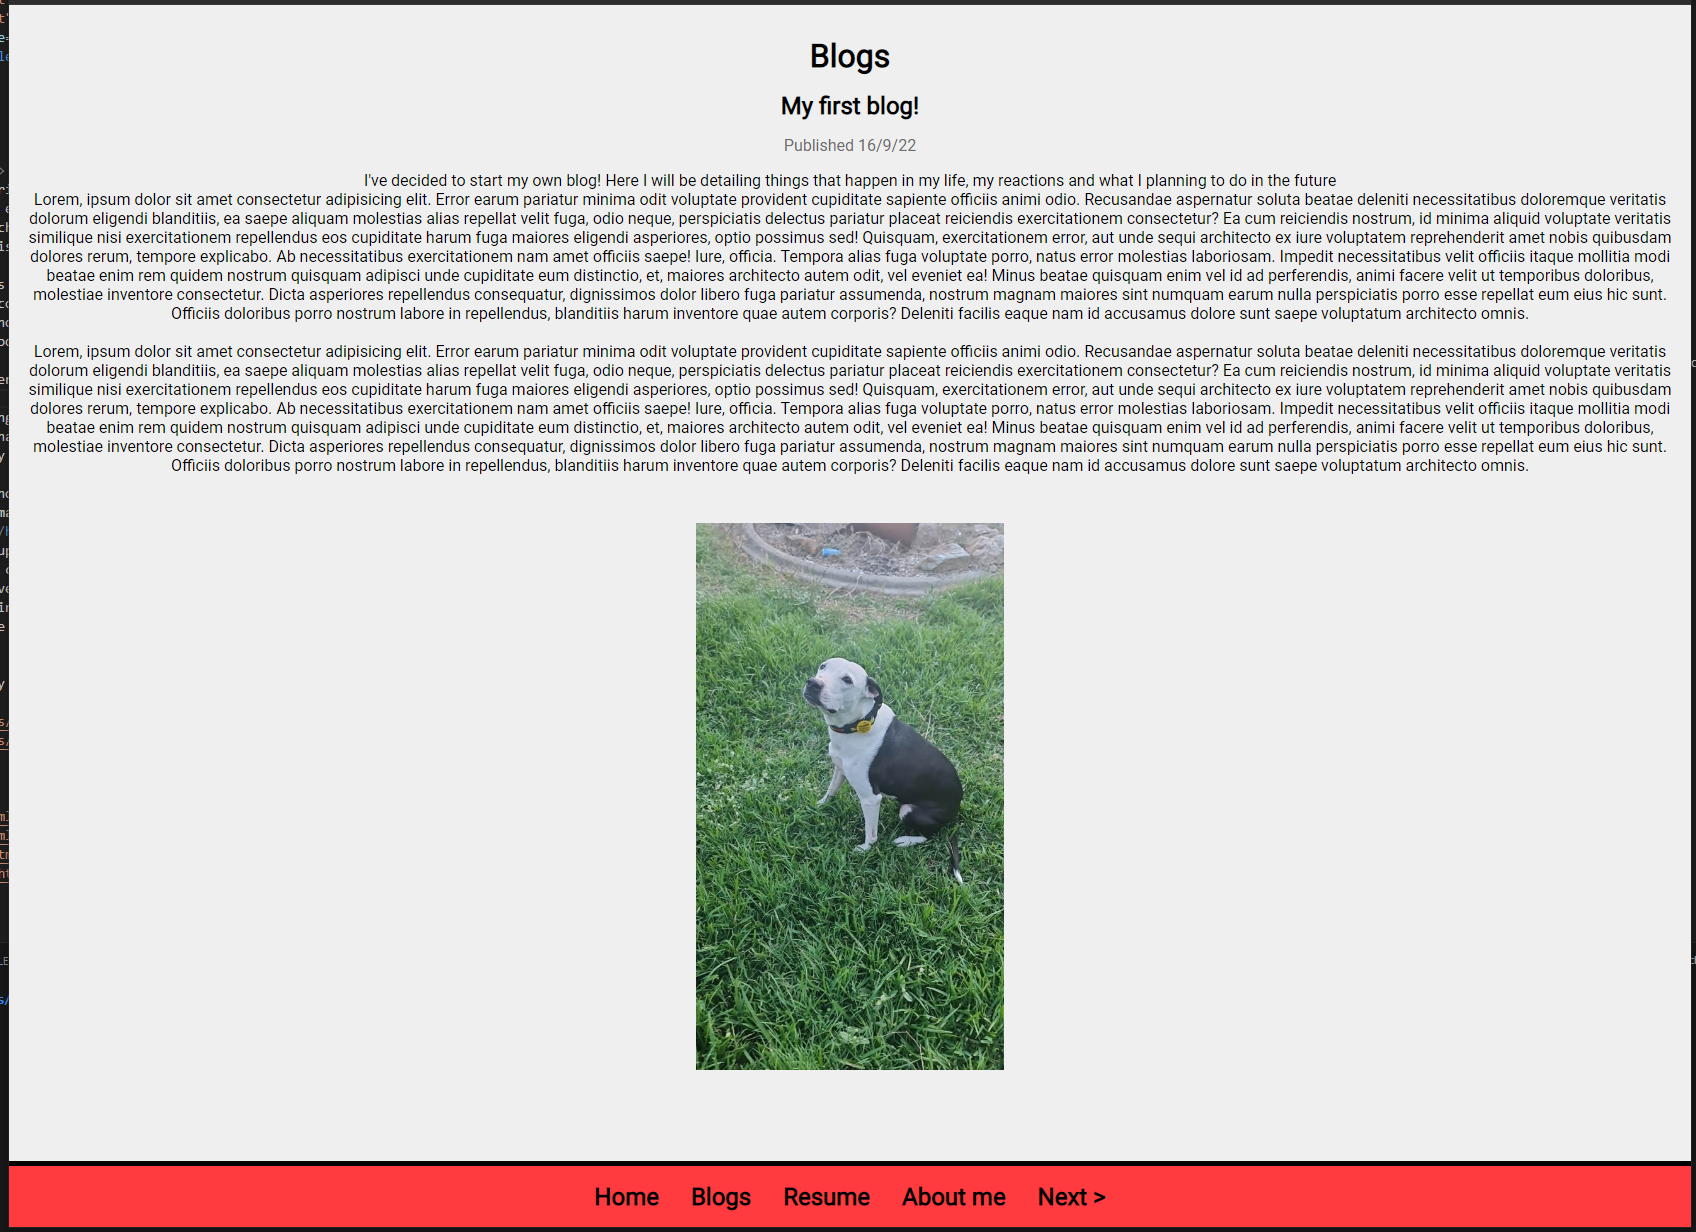 Blogs
My first blog!
Published 16/9/22
I've decided to start my own blog! Here I will be detailing things that happen in my life, my reactions and what I planning to do in the future
Lorem, ipsum dolor sit amet consectetur adipisicing elit. Error earum pariatur minima odit voluptate provident cupiditate sapiente officiis animi odio. Recusandae aspernatur soluta beatae deleniti necessitatibus doloremque veritatis
dolorum eligendi blanditiis, ea saepe aliquam molestias alias repellat velit fuga, odio neque, perspiciatis delectus pariatur placeat reiciendis exercitationem consectetur? Ea cum reiciendis nostrum, id minima aliquid voluptate veritatis
similique nisi exercitationem repellendus eos cupiditate harum fuga maiores eligendi asperiores, optio possimus sed! Quisquam, exercitationem error, aut unde sequi architecto ex iure voluptatem reprehenderit amet nobis quibusdam
dolores rerum, tempore explicabo. Ab necessitatibus exercitationem nam amet officiis saepe! Iure, officia. Tempora alias fuga voluptate porro, natus error molestias laboriosam. Impedit necessitatibus velit officiis itaque mollitia modi
beatae enim rem quidem nostrum quisquam adipisci unde cupiditate eum distinctio, et, maiores architecto autem odit, vel eveniet ea! Minus beatae quisquam enim vel id ad perferendis, animi facere velit ut temporibus doloribus,
molestiae inventore consectetur. Dicta asperiores repellendus consequatur, dignissimos dolor libero fuga pariatur assumenda, nostrum magnam maiores sint numquam earum nulla perspiciatis porro esse repellat eum eius hic sunt.
Officiis doloribus porro nostrum labore in repellendus, blanditiis harum inventore quae autem corporis? Deleniti facilis eaque nam id accusamus dolore sunt saepe voluptatum architecto omnis.
Lorem, ipsum dolor sit amet consectetur adipisicing elit. Error earum pariatur minima odit voluptate provident cupiditate sapiente officiis animi odio. Recusandae aspernatur soluta beatae deleniti necessitatibus doloremque veritatis
dolorum eligendi blanditiis, ea saepe aliquam molestias alias repellat velit fuga, odio neque, perspiciatis delectus pariatur placeat reiciendis exercitationem consectetur? Ea cum reiciendis nostrum, id minima aliquid voluptate veritatis
similique nisi exercitationem repellendus eos cupiditate harum fuga maiores eligendi asperiores, optio possimus sed! Quisquam, exercitationem error, aut unde sequi architecto ex iure voluptatem reprehenderit amet nobis quibusdam
dolores rerum, tempore explicabo. Ab necessitatibus exercitationem nam amet officiis saepe! Iure, officia. Tempora alias fuga voluptate porro, natus error molestias laboriosam. Impedit necessitatibus velit officiis itaque mollitia modi
beatae enim rem quidem nostrum quisquam adipisci unde cupiditate eum distinctio, et, maiores architecto autem odit, vel eveniet ea! Minus beatae quisquam enim vel id ad perferendis, animi facere velit ut temporibus doloribus,
molestiae inventore consectetur. Dicta asperiores repellendus consequatur, dignissimos dolor libero fuga pariatur assumenda, nostrum magnam maiores sint numquam earum nulla perspiciatis porro esse repellat eum eius hic sunt.
Officiis doloribus porro nostrum labore in repellendus, blanditiis harum inventore quae autem corporis? Deleniti facilis eaque nam id accusamus dolore sunt saepe voluptatum architecto omnis.
Home Blogs Resume About me Next >